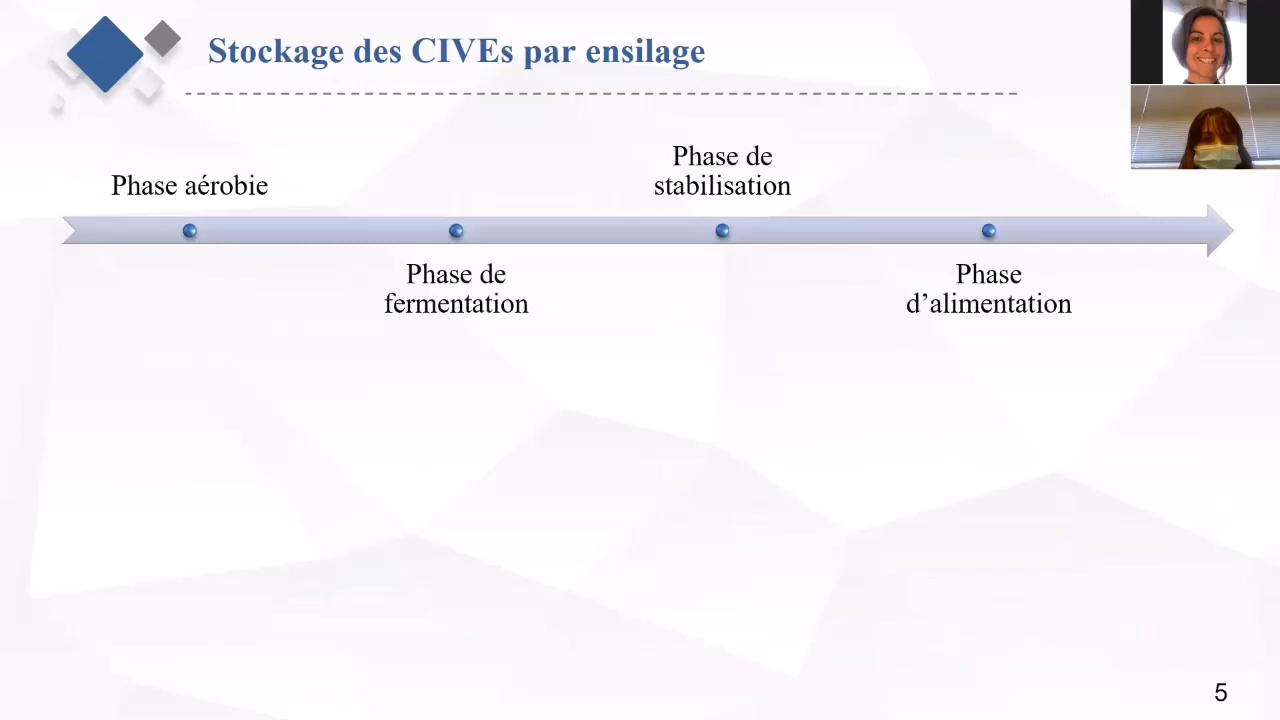 Stockage des CIVEs par ensilage
Phase aérobie
Phase de
stabilisation
Phase de
fermentation
Phase
d’alimentation
5